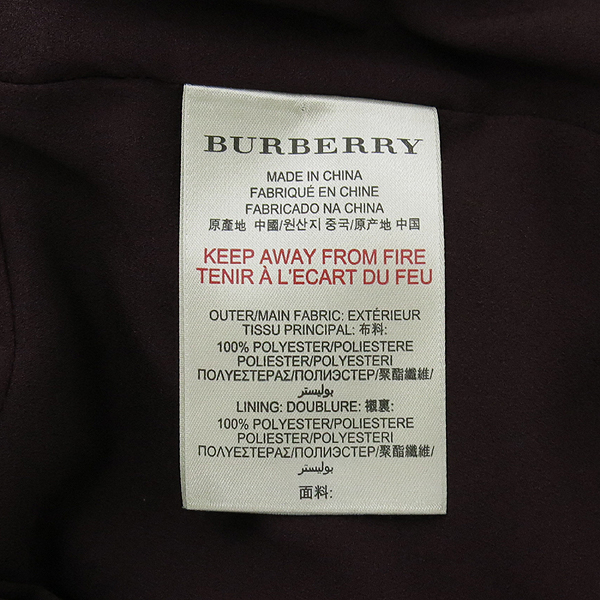 BURBERRY
MADE IN CHINA
FABRIQUÉ EN CHINE
FABRICADO NA CHINA
原產地 中國/원산지 중국/原产地 中国
KEEP AWAY FROM FIRE
TENIR À L'ECART DU FEU
OUTER/MAIN FABRIC: EXTÉRIEUR
TISSU PRINCIPAL: 布料:
100% POLYESTER/POLIESTERE
POLIESTER/POLYESTERI
ΠΟΛΥΕΣΤΕΡΑΣ/ПОЛИЭСТЕР/聚酯纖維/
بوليستر
LINING: DOUBLURE: 襯裏:
100% POLYESTER/POLIESTERE
POLIESTER/POLYESTERI
ΠΟΛΥΕΣΤΕΡΑΣ/ПОЛИЭСТЕР/聚酯纖維/
بوليستر
面料: